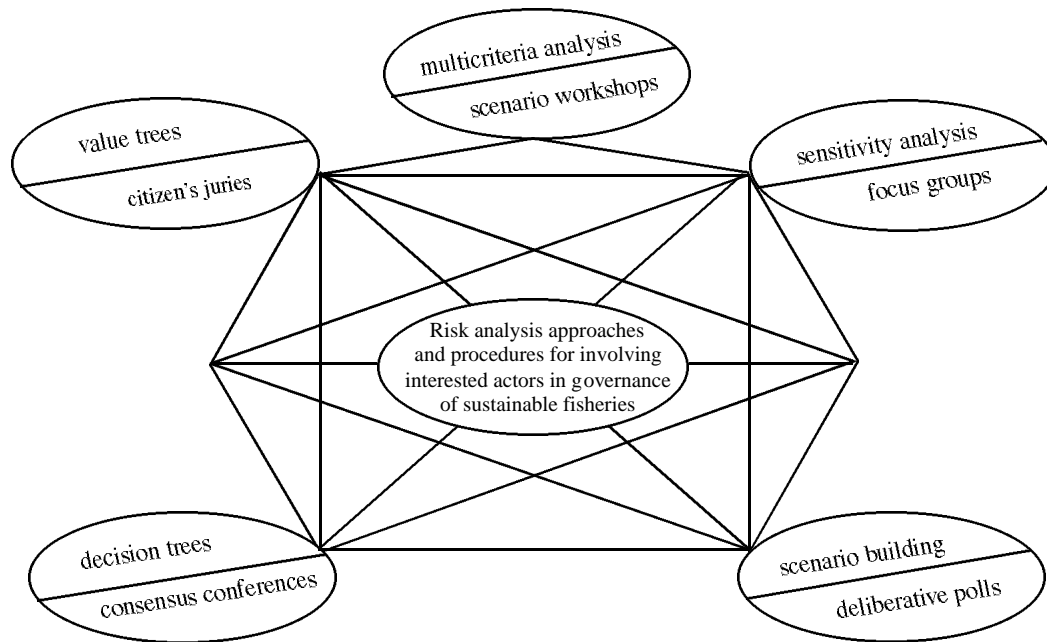 multicriteria analysis
scenario workshops
value trees
citizen's juries
sensitivity analysis
focus groups
Risk analysis approaches
and procedures for involving
interested actors in governance
of sustainable fisheries
decision trees
consensus conferences
scenario building
deliberative polls